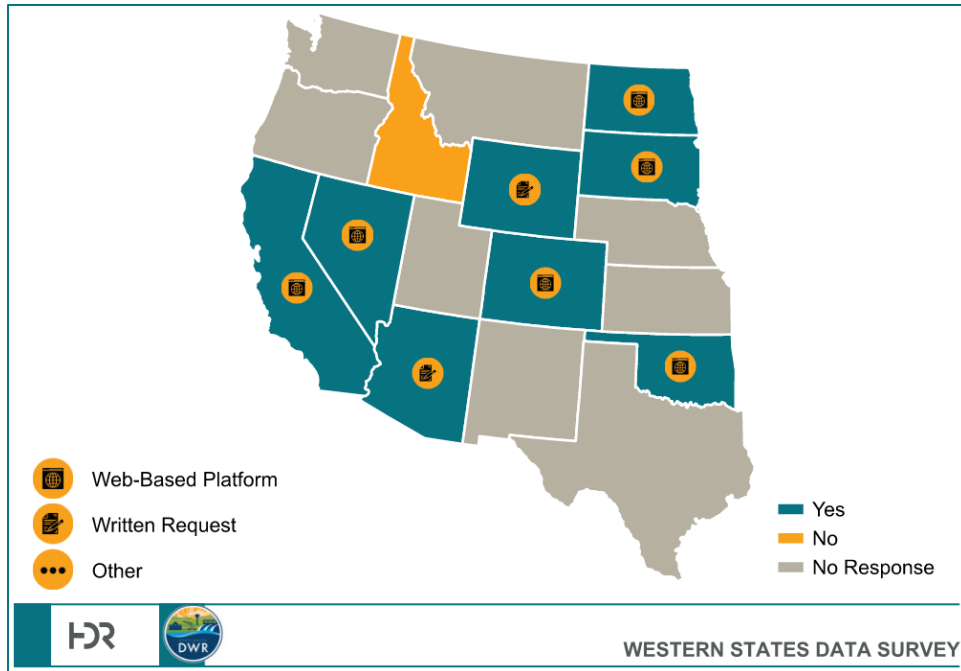 Web-Based Platform
Written Request
Other
Yes
No
No Response
HDR
DWR
WESTERN STATES DATA SURVEY